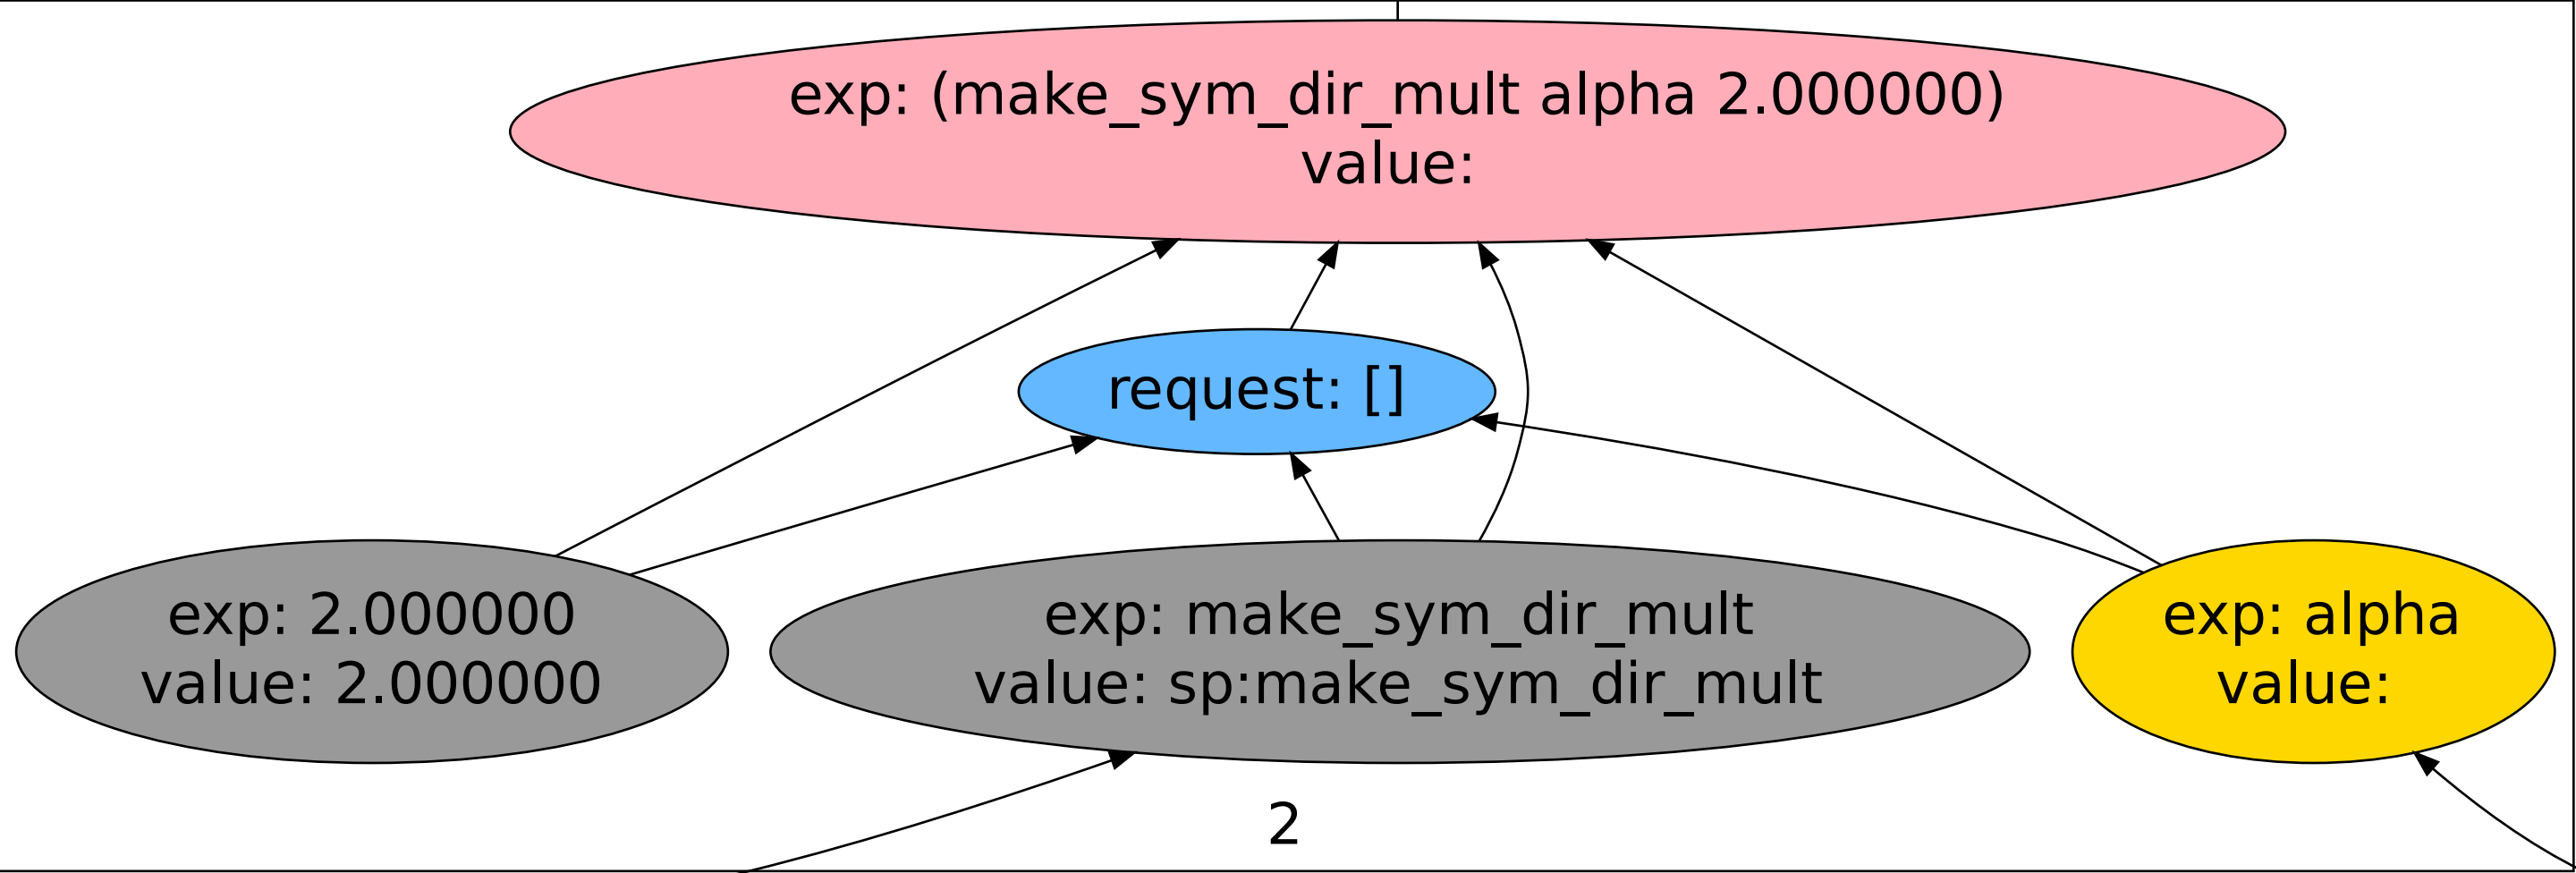 exp: (make_sym_dir_mult alpha 2.000000)
value:
request: []
exp: 2.000000
value: 2.000000
exp: make_sym_dir_mult
value: sp:make_sym_dir_mult
exp: alpha
value:
2